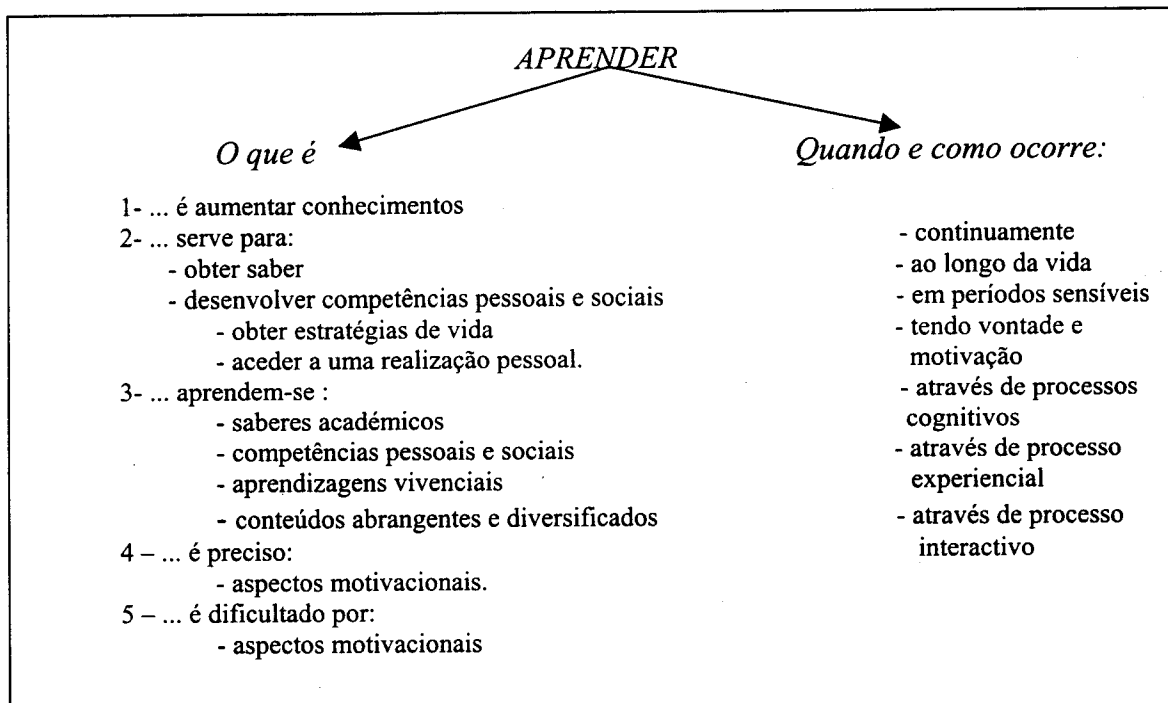 APRENDER
O que é
1- ... é aumentar conhecimentos
2- ... serve para:
- obter saber
- desenvolver competências pessoais e sociais
- obter estratégias de vida
- aceder a uma realização pessoal.
3- ... aprendem-se :
- saberes académicos
- competências pessoais e sociais
- aprendizagens vivenciais
- conteúdos abrangentes e diversificados
4 – ... é preciso:
- aspectos motivacionais.
5 – ... é dificultado por:
- aspectos motivacionais
Quando e como ocorre:
- continuamente
- ao longo da vida
- em períodos sensíveis
- tendo vontade e
motivação
- através de processos
cognitivos
- através de processo
experiencial
- através de processo
interactivo